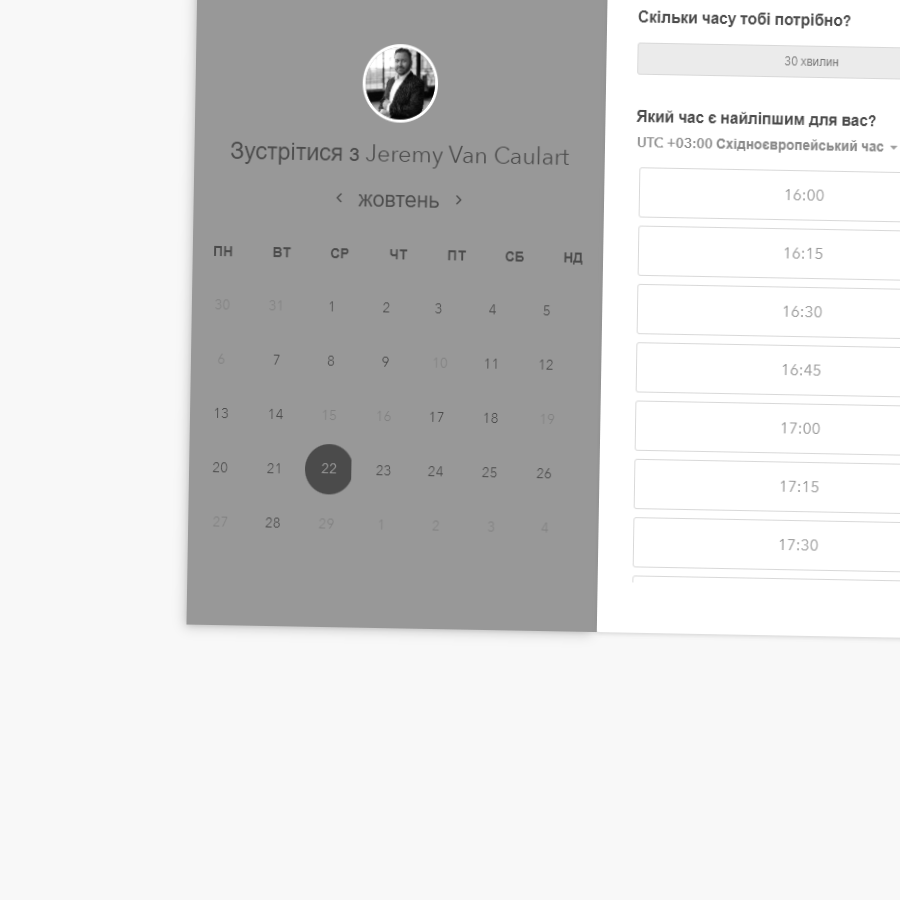 Зустрітися з Jeremy Van Caulart
‹ жовтень ›
ПН ВТ СР ЧТ ПТ СБ НД
30 31 1 2 3 4 5
6 7 8 9 10 11 12
13 14 15 16 17 18 19
20 21 22 23 24 25 26
27 28 29 1 2 3 4
Скільки часу тобі потрібно?
30 хвилин
Який час є найліпшим для вас?
UTC +03:00 Східноєвропейський час
16:00
16:15
16:30
16:45
17:00
17:15
17:30